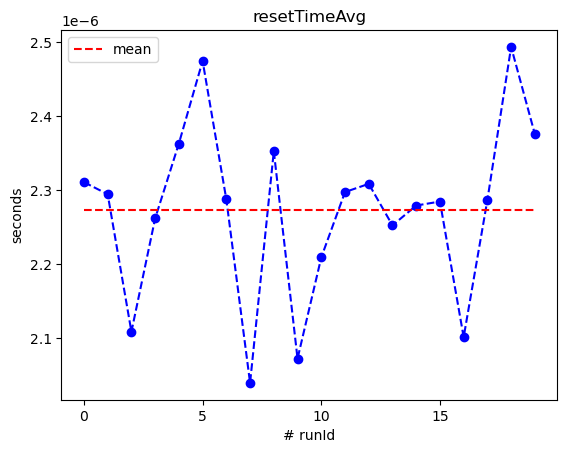 resetTimeAvg
1e−6
mean
2.5
2.4
2.3
2.2
2.1
seconds
0 5 10 15
# runId